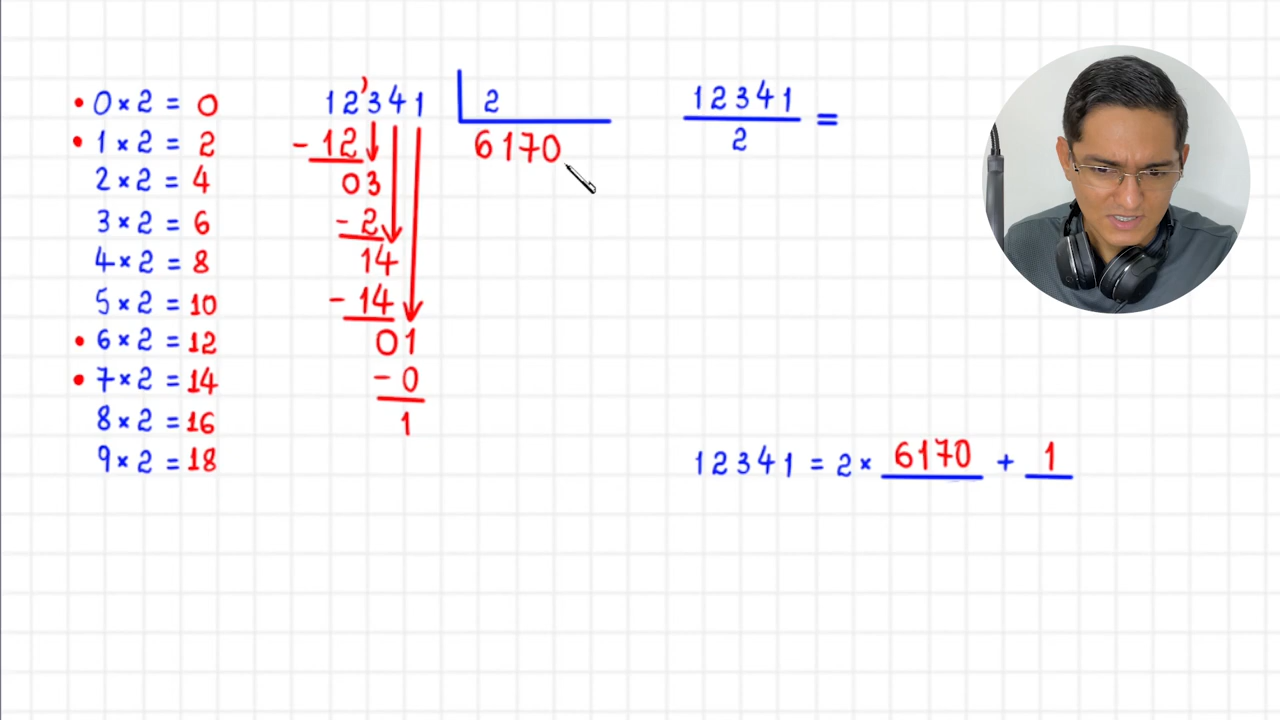 0 × 2 = 0
1 × 2 = 2
2 × 2 = 4
3 × 2 = 6
4 × 2 = 8
5 × 2 = 10
6 × 2 = 12
7 × 2 = 14
8 × 2 = 16
9 × 2 = 18
12'341
2
6170
- 12
03
- 2
14
- 14
01
- 0
1
12341
2
=
12341 = 2 × 6170 + 1